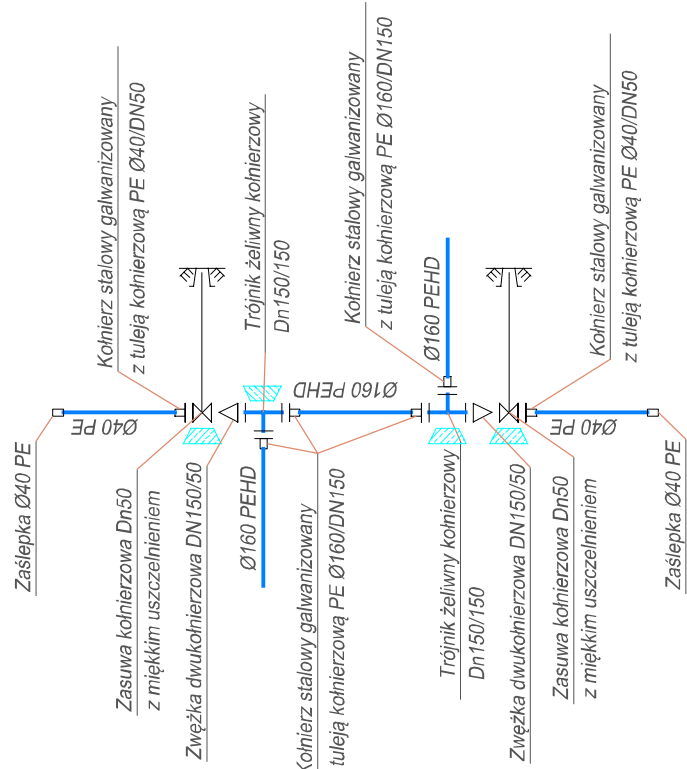 Zaślepka Ø40 PE
Ø40 PE
Kołnierz stalowy galwanizowany
z tuleją kołnierzową PE Ø40/DN50
Zasuwa kołnierzowa Dn50
z miękkim uszczelnieniem
Zwężka dwukołnierzowa DN150/50
Trójnik żeliwny kołnierzowy
Dn150/150
Ø160 PEHD
Kołnierz stalowy galwanizowany
tuleją kołnierzową PE Ø160/DN150
Ø160 PEHD
Kołnierz stalowy galwanizowany
z tuleją kołnierzową PE Ø160/DN150
Ø160 PEHD
Trójnik żeliwny kołnierzowy
Dn150/150
Zwężka dwukołnierzowa DN150/50
Zasuwa kołnierzowa Dn50
z miękkim uszczelnieniem
Kołnierz stalowy galwanizowany
z tuleją kołnierzową PE Ø40/DN50
Ø40 PE
Zaślepka Ø40 PE